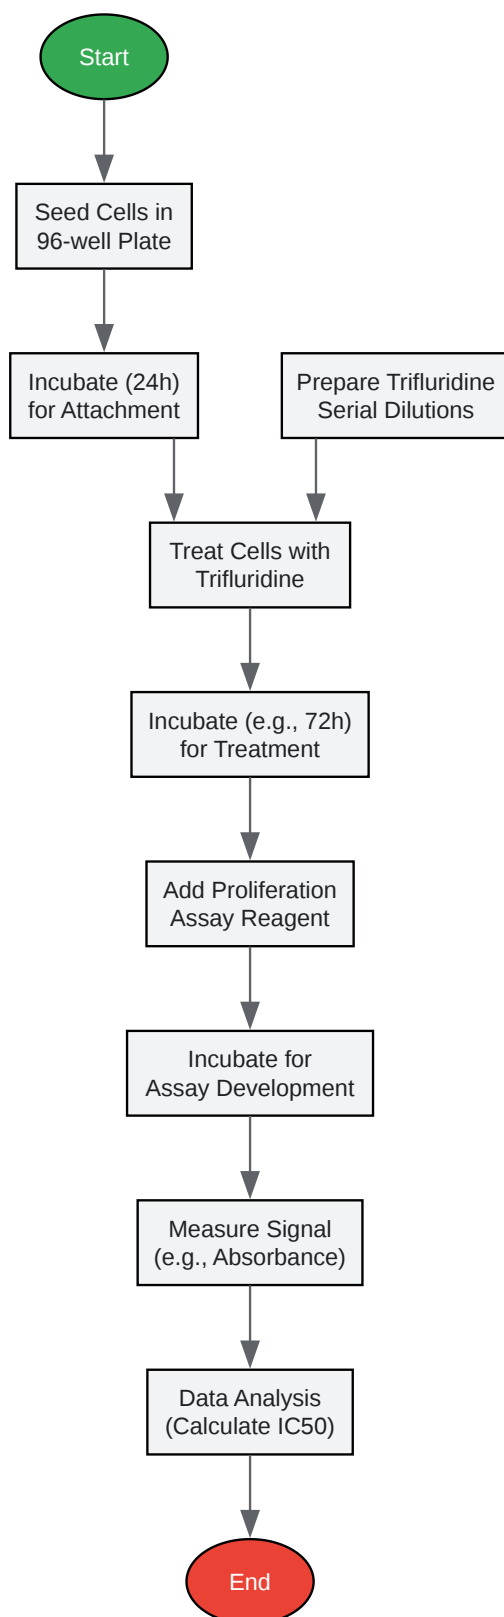 Start
Seed Cells in
96-well Plate
Incubate (24h)
for Attachment
Prepare Trifluridine
Serial Dilutions
Treat Cells with
Trifluridine
Incubate (e.g., 72h)
for Treatment
Add Proliferation
Assay Reagent
Incubate for
Assay Development
Measure Signal
(e.g., Absorbance)
Data Analysis
(Calculate IC50)
End